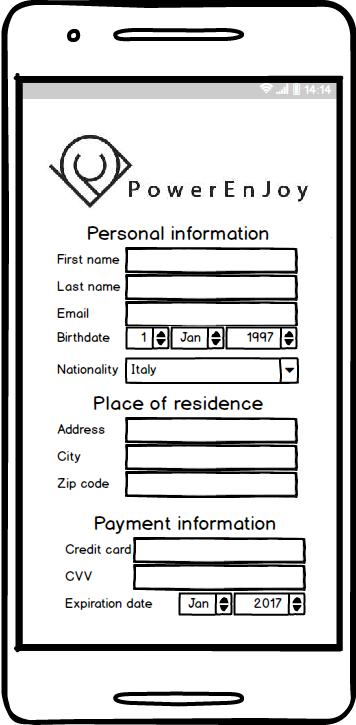 14:14
PowerEnJoy
Personal information
First name
Last name
Email
Birthdate 1 Jan 1997
Nationality Italy
Place of residence
Address
City
Zip code
Payment information
Credit card
CVV
Expiration date Jan 2017